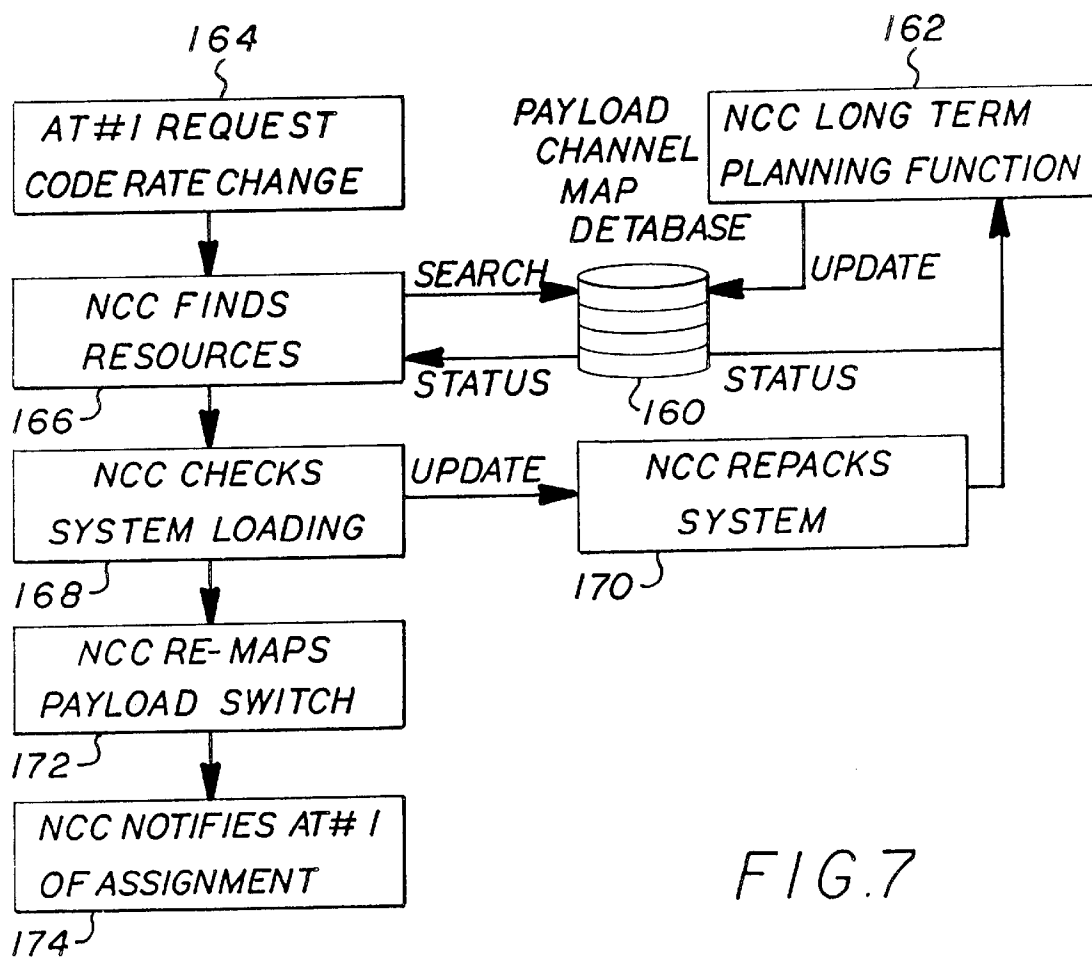 164
AT#1 REQUEST
CODE RATE CHANGE
162
NCC LONG TERM
PLANNING FUNCTION
PAYLOAD
CHANNEL
MAP
DETABASE
SEARCH
UPDATE
NCC FINDS
RESOURCES
166
STATUS
STATUS
160
NCC CHECKS
SYSTEM LOADING
168
UPDATE
NCC REPACKS
SYSTEM
170
NCC RE-MAPS
PAYLOAD SWITCH
172
NCC NOTIFIES AT#1
OF ASSIGNMENT
174
FIG.7